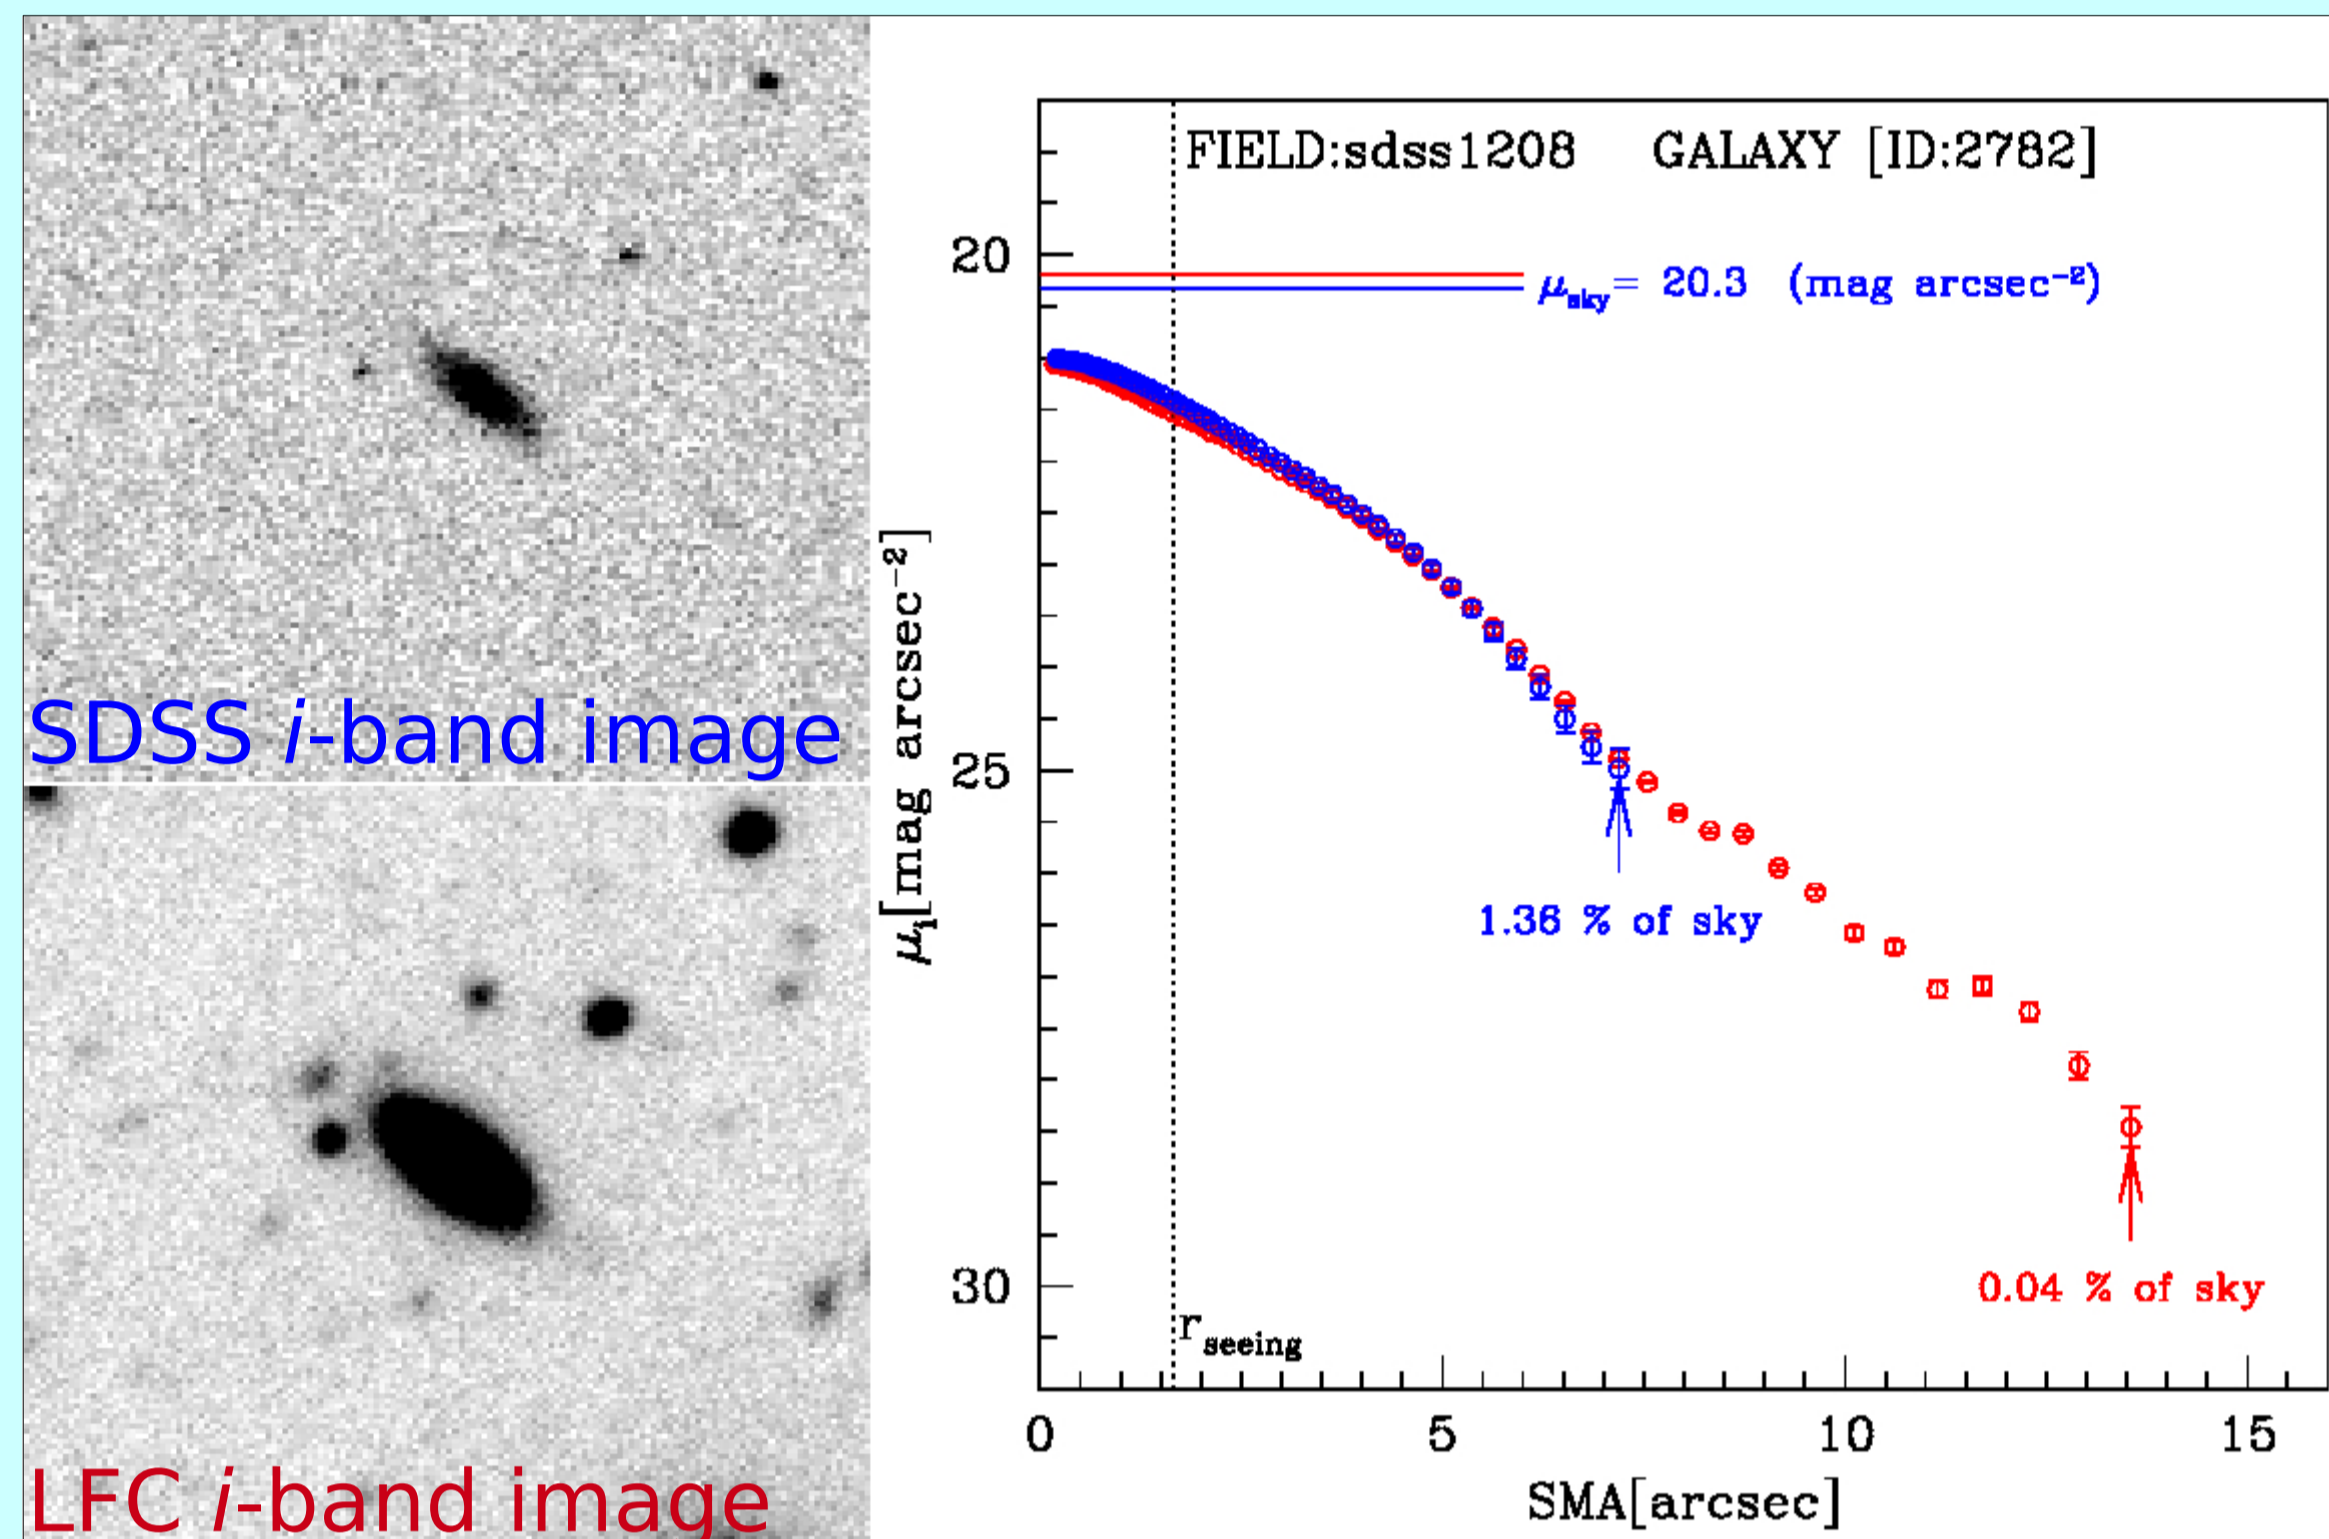 SDSS i-band image
LFC i-band image
FIELD:sdss1208 GALAXY [ID:2782]
μsky= 20.3 (mag arcsec⁻²)
20
25
30
μi[mag arcsec⁻²]
1.36 % of sky
0.04 % of sky
rseeing
0 5 10 15
SMA[arcsec]